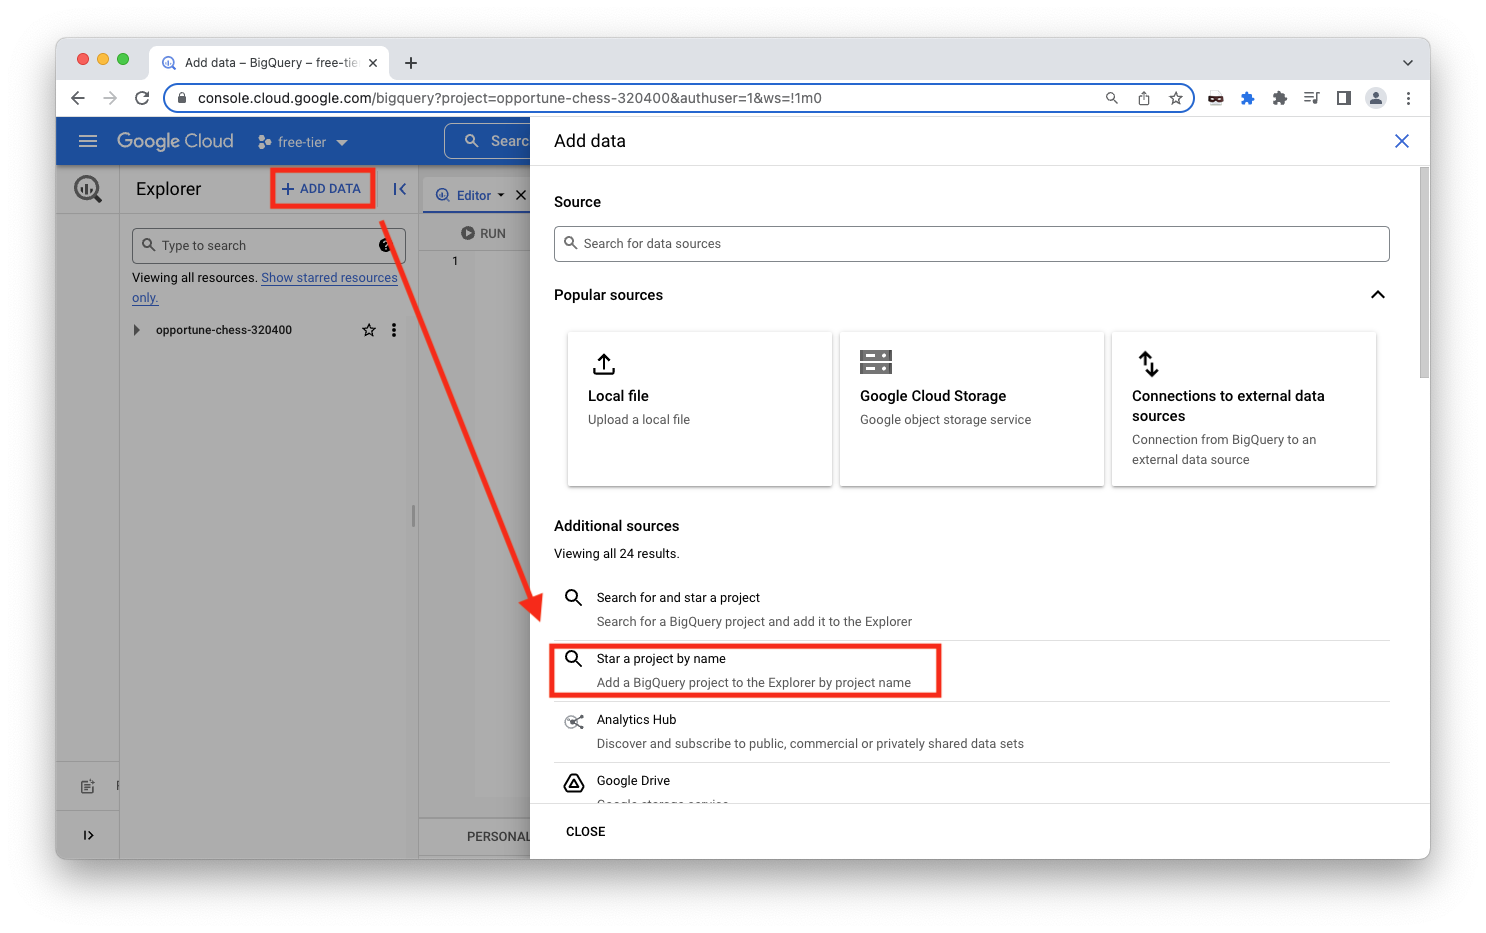 Add data – BigQuery – free-tie
console.cloud.google.com/bigquery?project=opportune-chess-320400&authuser=1&ws=!1m0
Google Cloud
free-tier
Searc
Add data
Explorer
+ ADD DATA
Editor
Source
Type to search
RUN
Search for data sources
Viewing all resources. Show starred resources
only.
1
Popular sources
opportune-chess-320400
Local file
Upload a local file
Google Cloud Storage
Google object storage service
Connections to external data
sources
Connection from BigQuery to an
external data source
Additional sources
Viewing all 24 results.
Search for and star a project
Search for a BigQuery project and add it to the Explorer
Star a project by name
Add a BigQuery project to the Explorer by project name
Analytics Hub
Discover and subscribe to public, commercial or privately shared data sets
Google Drive
Google storage service
PERSONAL
CLOSE